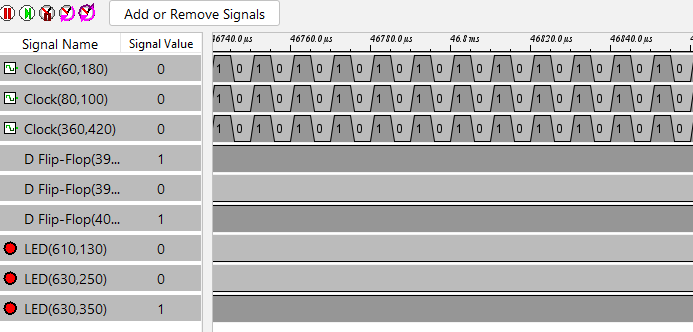 Add or Remove Signals
Signal Name Signal Value
46740.0 µs 46760.0 µs 46780.0 µs 46.8 ms 46820.0 µs 46840.0 µs
Clock(60,180) 0 1 0 1 0 1 0 1 0 1 0 1 0 1 0 1 0 1 0 1 0 1 0 1 0
Clock(80,100) 0 1 0 1 0 1 0 1 0 1 0 1 0 1 0 1 0 1 0 1 0 1 0 1 0
Clock(360,420) 0 1 0 1 0 1 0 1 0 1 0 1 0 1 0 1 0 1 0 1 0 1 0 1 0
D Flip-Flop(39... 1
D Flip-Flop(39... 0
D Flip-Flop(40... 1
LED(610,130) 0
LED(630,250) 0
LED(630,350) 1